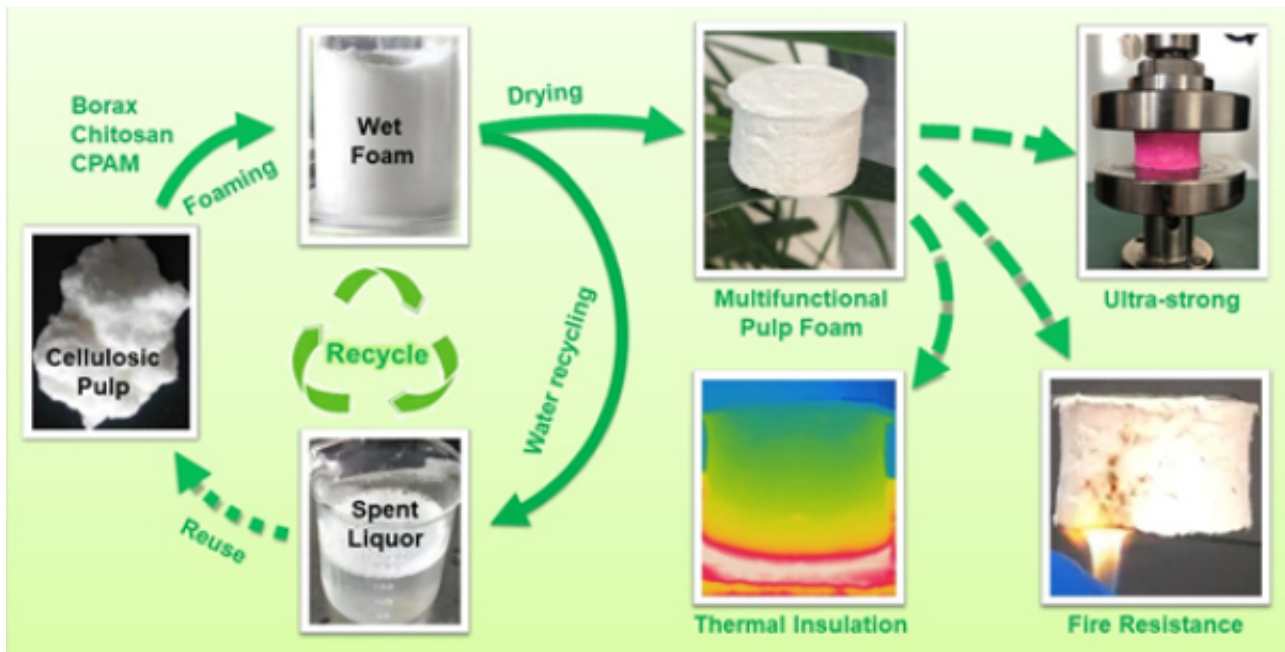 Borax
Chitosan
CPAM
Foaming
Wet
Foam
Drying
Multifunctional
Pulp Foam
Ultra-strong
Cellulosic
Pulp
Recycle
Water recycling
Spent
Liquor
Reuse
Thermal Insulation
Fire Resistance